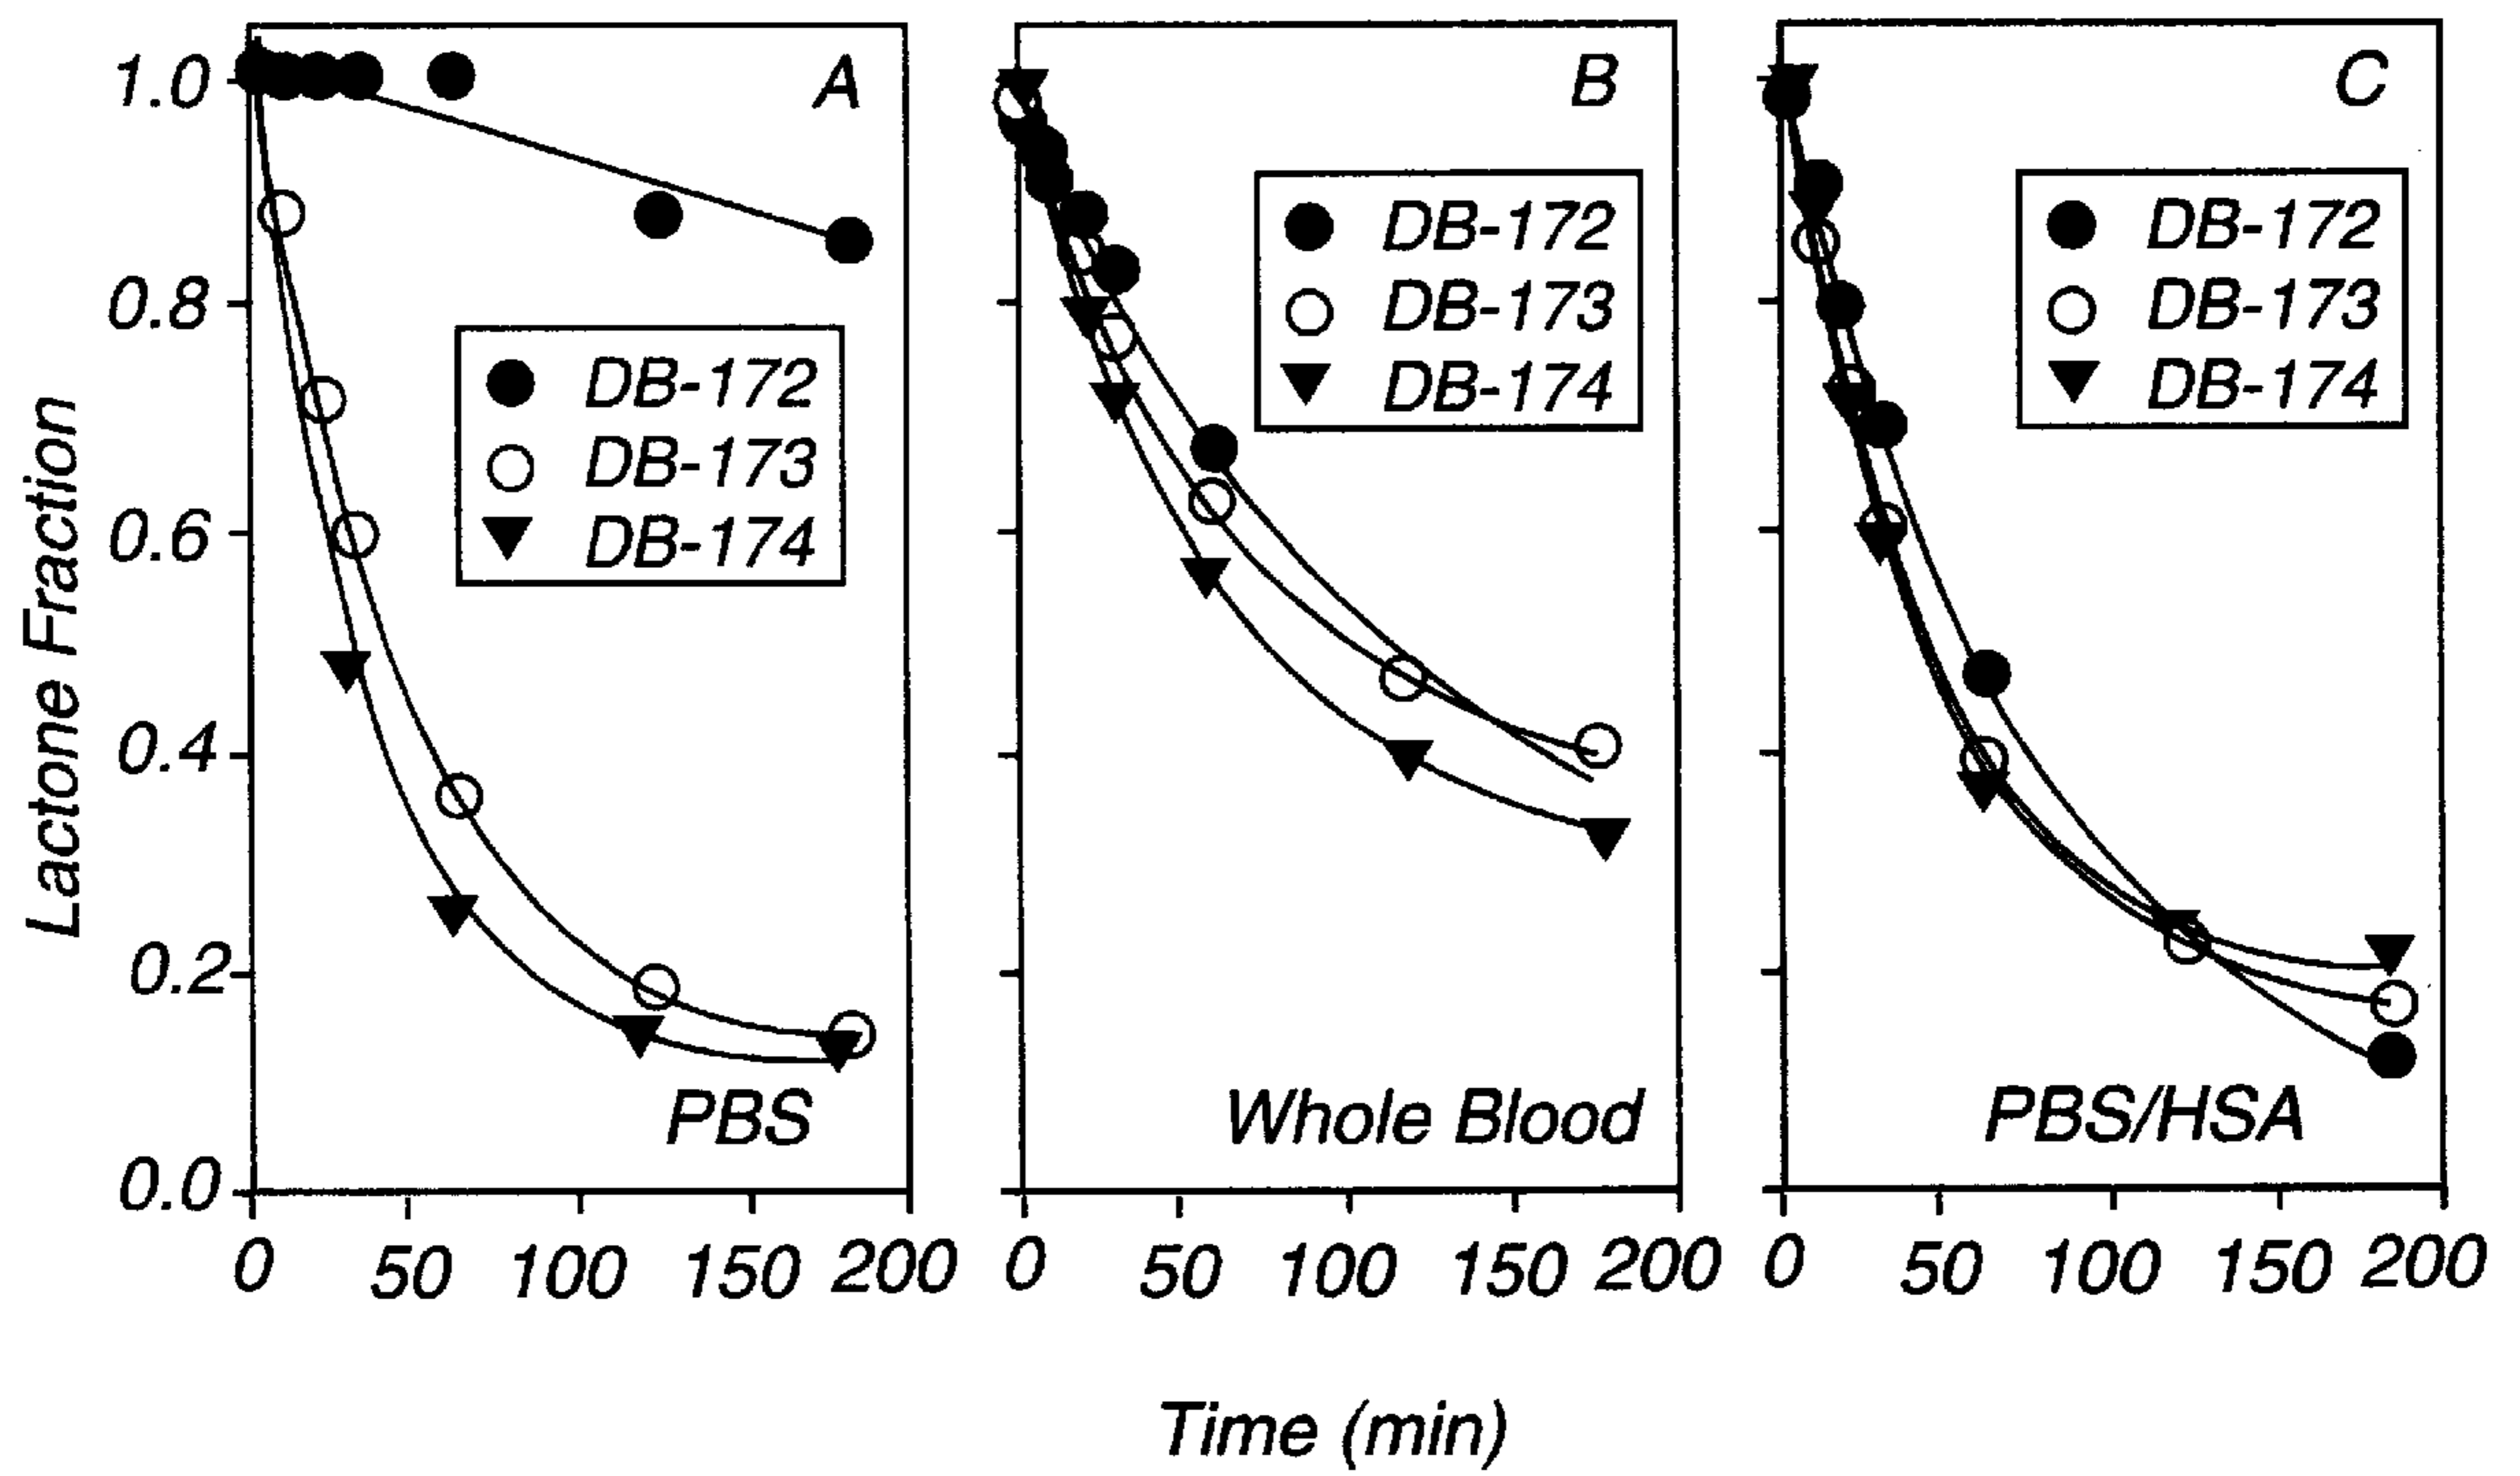 Lactone Fraction
1.0
0.8
0.6
0.4
0.2
0.0
A
DB-172
DB-173
DB-174
PBS
0 50 100 150 200
B
DB-172
DB-173
DB-174
Whole Blood
0 50 100 150 200
C
DB-172
DB-173
DB-174
PBS/HSA
0 50 100 150 200
Time (min)